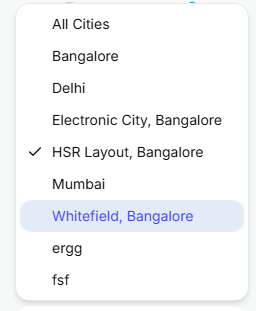 All Cities
Bangalore
Delhi
Electronic City, Bangalore
HSR Layout, Bangalore
Mumbai
Whitefield, Bangalore
ergg
fsf